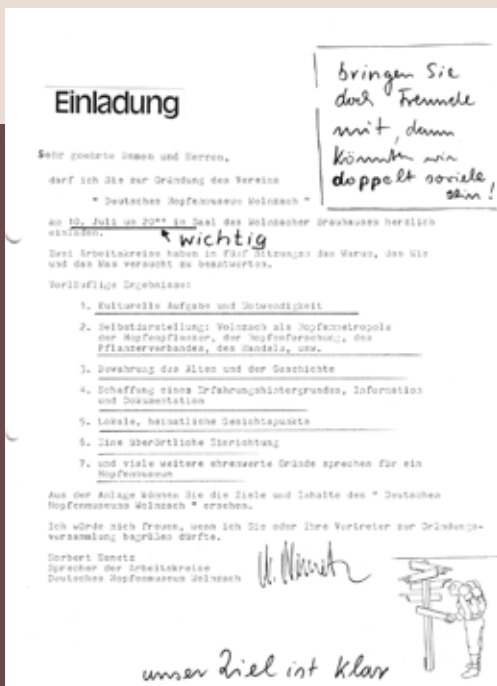 Einladung
bringen Sie
doch Freunde
mit, dann
könnten wir
doppelt soviele
sein!
Sehr geehrte Damen und Herren,
darf ich Sie zur Gründung des Vereins
" Deutsches Hopfenmuseum Wolnzach "
am 10. Juli um 20** in Saal des Wolnzacher Brauhauses herzlich
einladen.
wichtig
Zwei Arbeitskreise haben in fünf Sitzungen das Warum, das Wie
und das Was versucht zu beantworten.
Vorläufige Ergebnisse:
1. Kulturelle Aufgabe und Notwendigkeit
2. Selbstdarstellung: Wolnzach als Hopfenmetropole
der Hopfenpflanzer, der Hopfenforschung, des
Pflanzerverbandes, des Handels, usw.
3. Bewahrung des Alten und der Geschichte
4. Schaffung eines Erfahrungshintergrundes, Information
und Dokumentation
5. Lokale, heimatliche Gesichtspunkte
6. Eine überörtliche Einrichtung
7. und viele weitere ehrenwerte Gründe sprechen für ein
Hopfenmuseum
Aus der Anlage können Sie die Ziele und Inhalte des " Deutschen
Hopfenmuseums Wolnzach " ersehen.
Ich würde mich freuen, wenn ich Sie oder Ihre Vertreter zur Gründungs-
versammlung begrüßen dürfte.
Norbert
Sprecher der Arbeitskreise
Deutsches Hopfenmuseum Wolnzach
unser Ziel ist klar